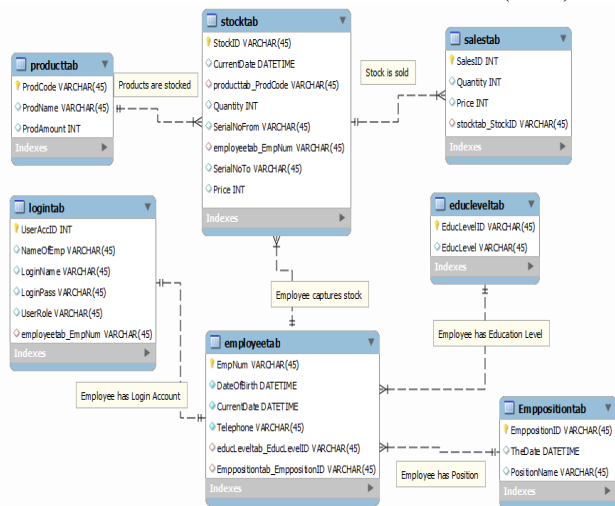 stocktab
StockID VARCHAR(45)
CurrentDate DATETIME
producttab_ProdCode VARCHAR(45)
Quantity INT
SerialNoFrom VARCHAR(45)
employeetab_EmpNum VARCHAR(45)
SerialNoTo VARCHAR(45)
Price INT
Indexes
producttab
ProdCode VARCHAR(45)
ProdName VARCHAR(45)
ProdAmount INT
Indexes
Products are stocked
Stock is sold
salestab
SalesID INT
Quantity INT
Price INT
stocktab_StockID VARCHAR(45)
Indexes
logintab
UserAccID INT
NameOfEmp VARCHAR(45)
LoginName VARCHAR(45)
LoginPass VARCHAR(45)
UserRole VARCHAR(45)
employeetab_EmpNum VARCHAR(45)
Indexes
educleveltab
EducLevelID VARCHAR(45)
EducLevel VARCHAR(45)
Indexes
Employee captures stock
Employee has Education Level
Employee has Login Account
employeetab
EmpNum VARCHAR(45)
DateOfBirth DATETIME
CurrentDate DATETIME
Telephone VARCHAR(45)
educLeveltab_EducLevelID VARCHAR(45)
Emppositiontab_EmppositionID VARCHAR(45)
Indexes
Employee has Position
Emppositiontab
EmppositionID VARCHAR(45)
TheDate DATETIME
PositionName VARCHAR(45)
Indexes